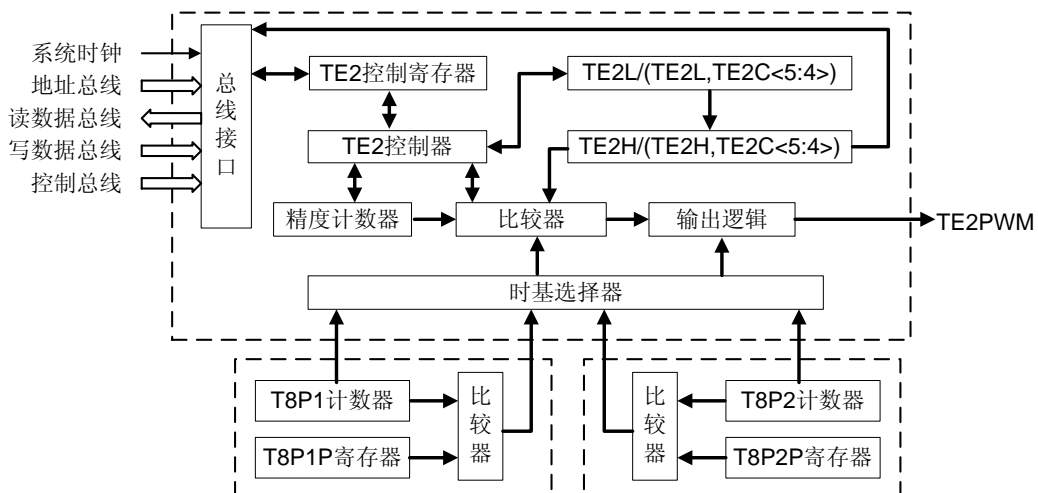 系统时钟
地址总线
读数据总线
写数据总线
控制总线
总线接口
TE2控制寄存器
TE2L/(TE2L,TE2C<5:4>)
TE2控制器
TE2H/(TE2H,TE2C<5:4>)
精度计数器
比较器
输出逻辑
TE2PWM
时基选择器
T8P1计数器
比较器
T8P1P寄存器
比较器
T8P2计数器
T8P2P寄存器